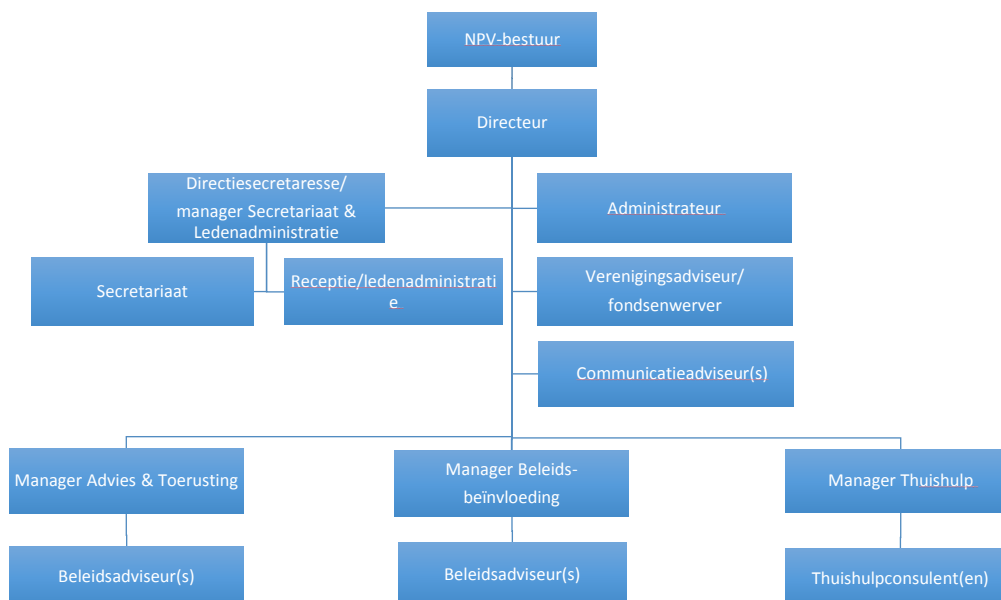 NPV-bestuur
Directeur
Directiesecretaresse/
manager Secretariaat &
Ledenadministratie
Administrateur
Secretariaat
Receptie/ledenadministrati
e
Verenigingsadviseur/
fondsenwerver
Communicatieadviseur(s)
Manager Advies & Toerusting
Manager Beleids-
beïnvloeding
Manager Thuishulp
Beleidsadviseur(s)
Beleidsadviseur(s)
Thuishulpconsulent(en)